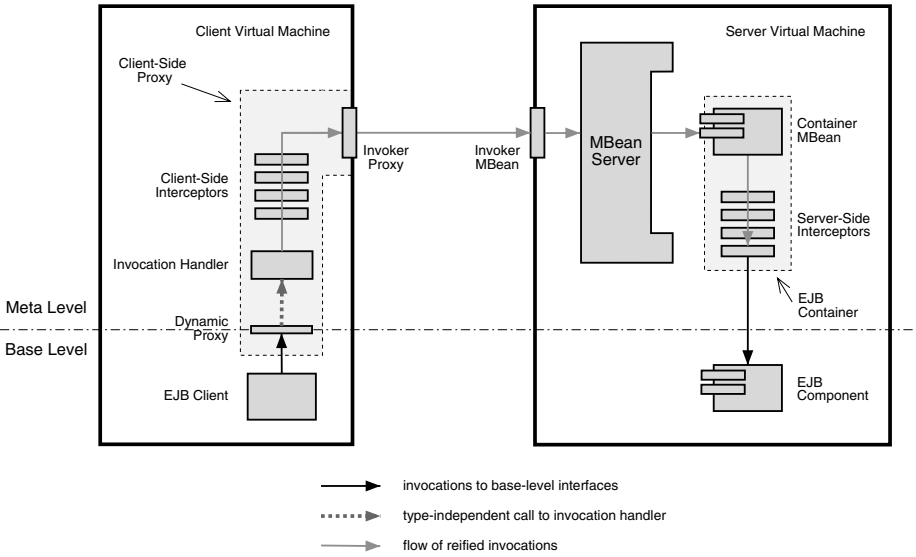 Client Virtual Machine
Server Virtual Machine
Client-Side
Proxy
Invoker
Proxy
Invoker
MBean
MBean
Server
Container
MBean
Client-Side
Interceptors
Server-Side
Interceptors
Invocation Handler
EJB
Container
Meta Level
Dynamic
Proxy
Base Level
EJB Client
EJB
Component
invocations to base-level interfaces
type-independent call to invocation handler
flow of reified invocations